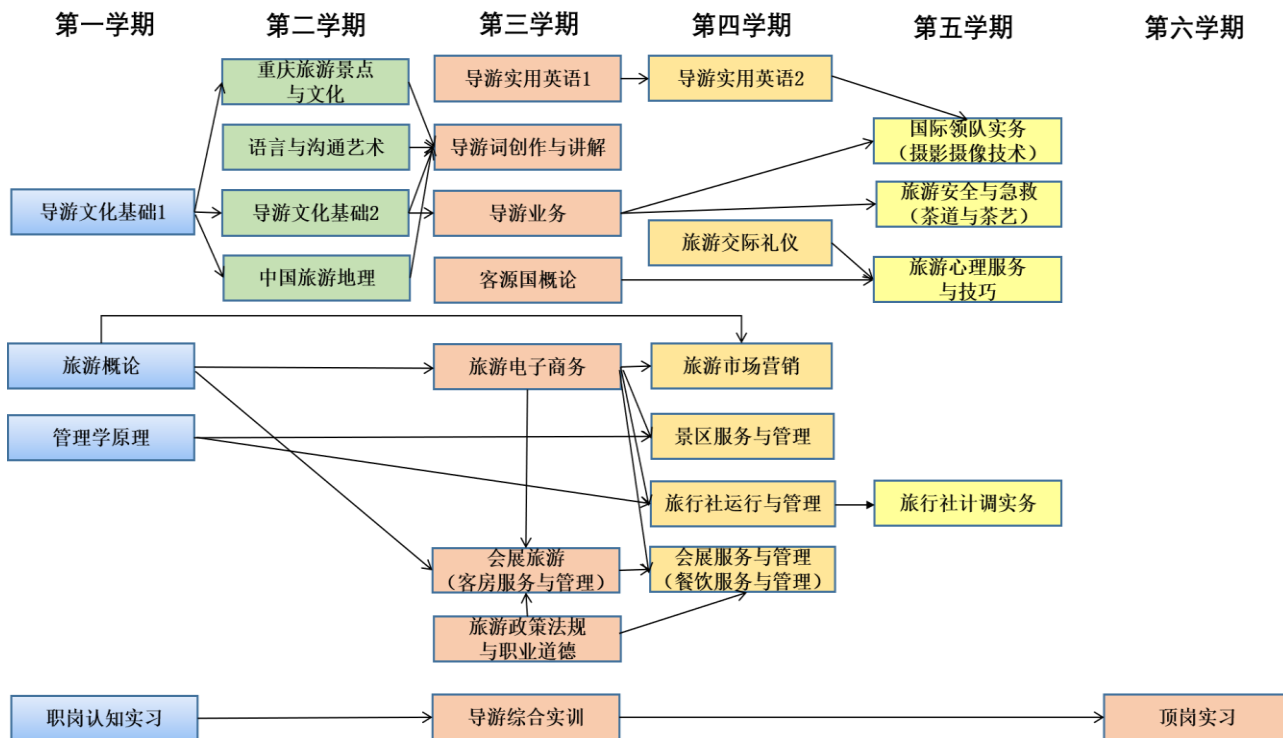 第一学期
第二学期
第三学期
第四学期
第五学期
第六学期
重庆旅游景点
与文化
导游实用英语1
导游实用英语2
语言与沟通艺术
导游词创作与讲解
国际领队实务
（摄影摄像技术）
导游文化基础1
导游文化基础2
导游业务
旅游安全与急救
（茶道与茶艺）
旅游交际礼仪
中国旅游地理
客源国概论
旅游心理服务
与技巧
旅游概论
旅游电子商务
旅游市场营销
管理学原理
景区服务与管理
旅行社运行与管理
旅行社计调实务
会展旅游
（客房服务与管理）
会展服务与管理
（餐饮服务与管理）
旅游政策法规
与职业道德
职岗认知实习
导游综合实训
顶岗实习